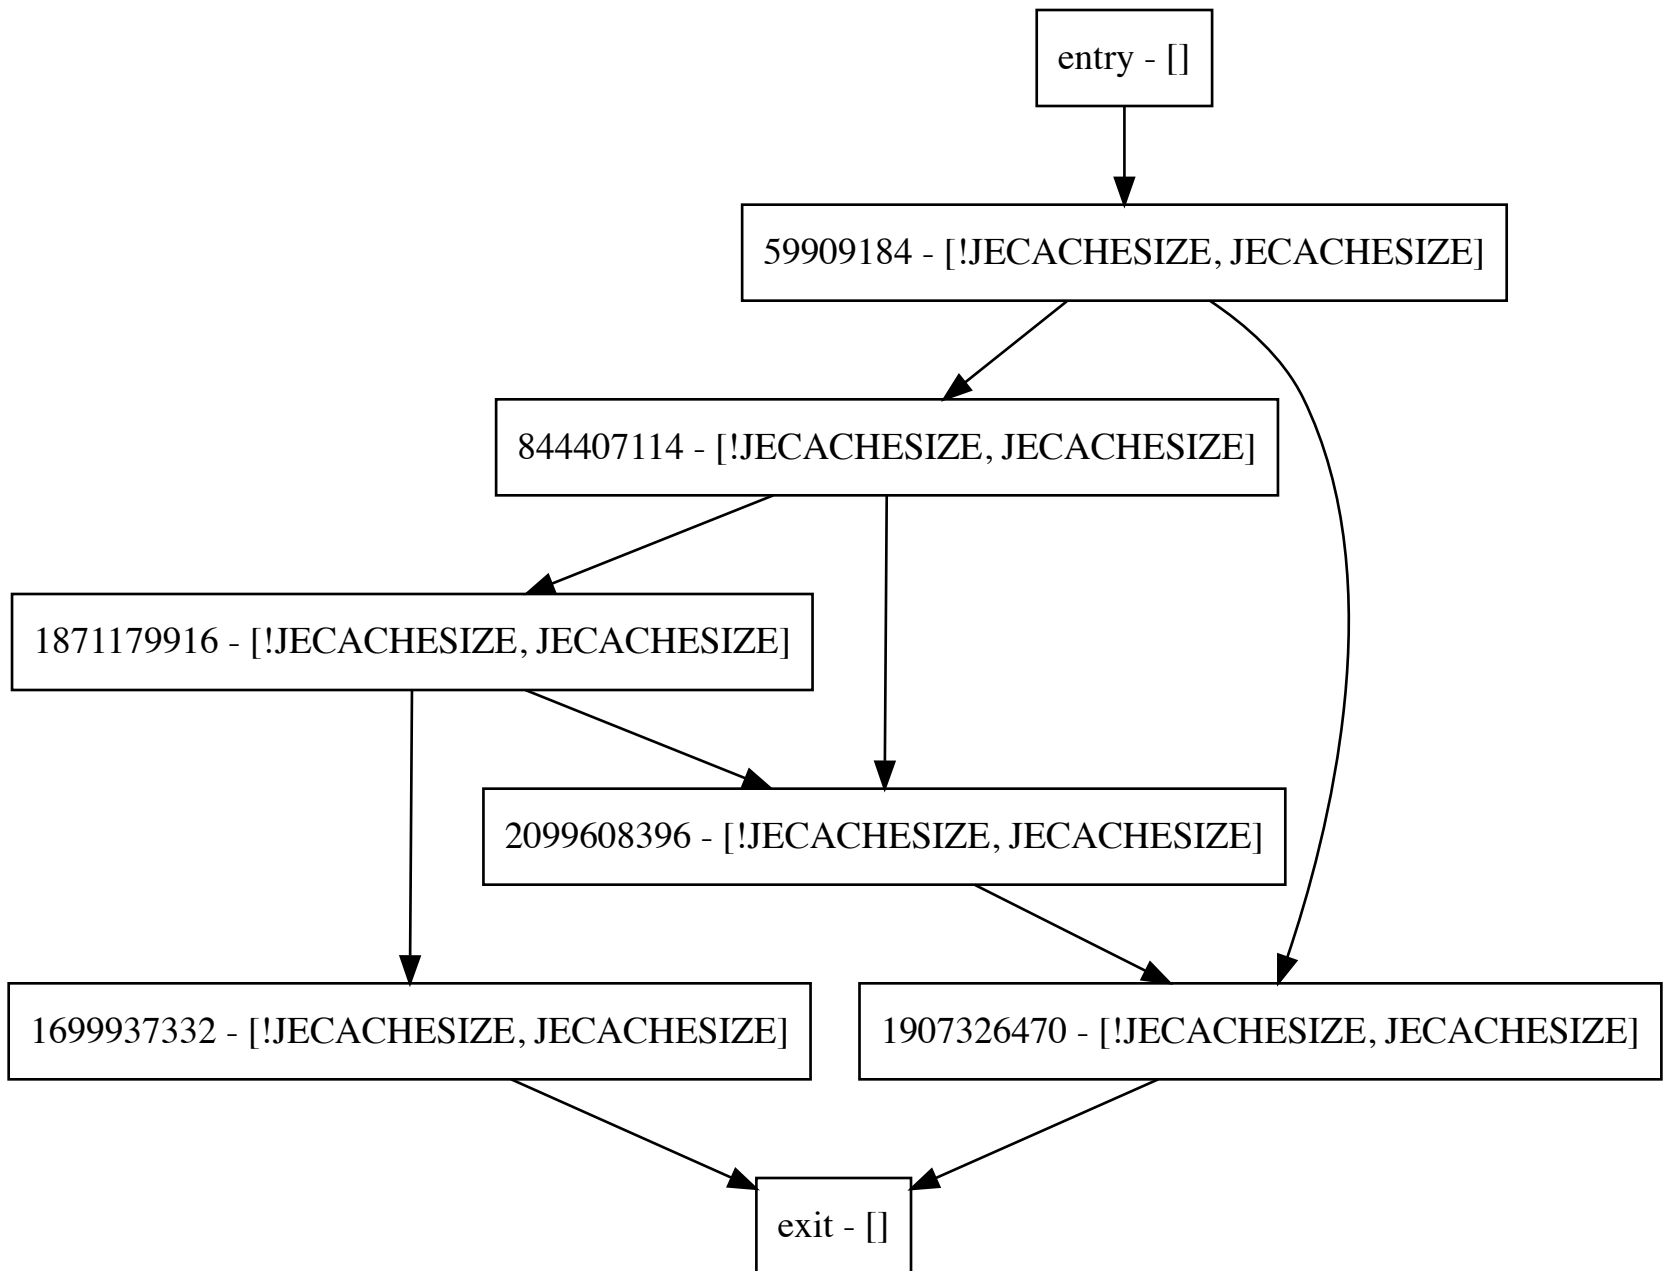 entry - []
59909184 - [!JECACHESIZE, JECACHESIZE]
844407114 - [!JECACHESIZE, JECACHESIZE]
1871179916 - [!JECACHESIZE, JECACHESIZE]
2099608396 - [!JECACHESIZE, JECACHESIZE]
1699937332 - [!JECACHESIZE, JECACHESIZE]
1907326470 - [!JECACHESIZE, JECACHESIZE]
exit - []